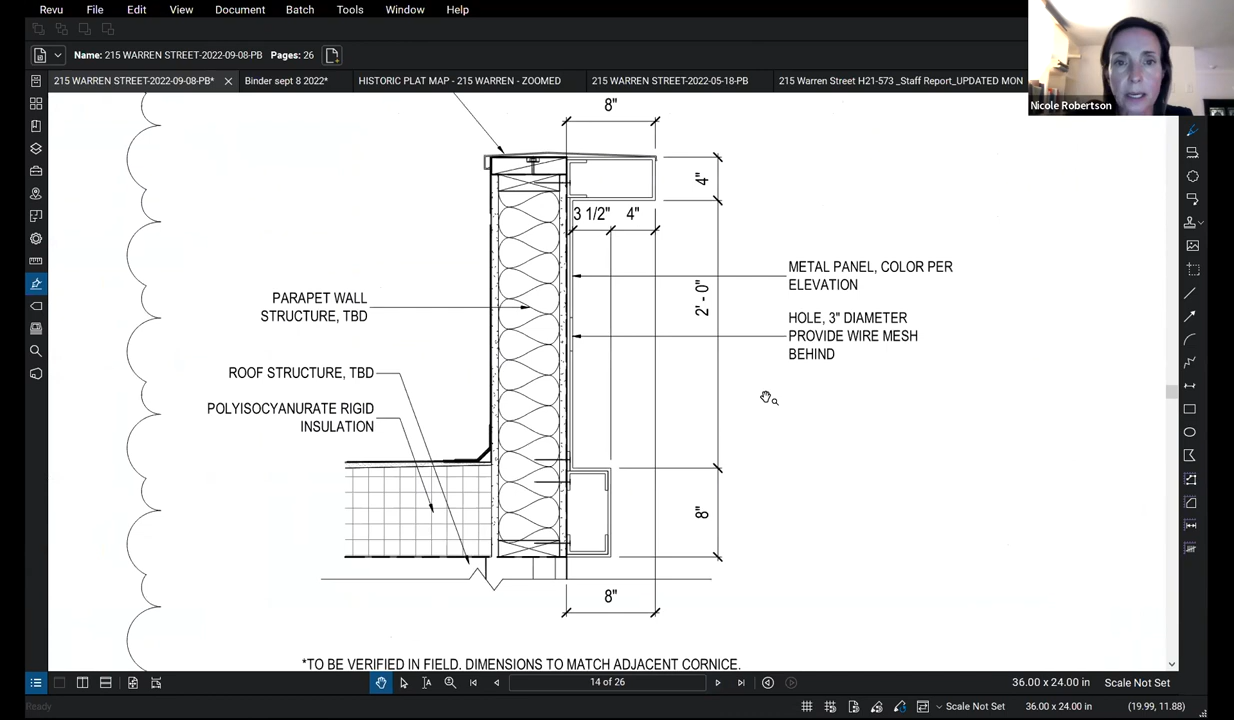 Revu File Edit View Document Batch Tools Window Help
Name: 215 WARREN STREET-2022-09-08-PB Pages: 26
215 WARREN STREET-2022-09-08-PB* Binder sept 8 2022* HISTORIC PLAT MAP - 215 WARREN - ZOOMED 215 WARREN STREET-2022-05-18-PB 215 Warren Street H21-573 _Staff Report_UPDATED MON
Nicole Robertson
8"
4"
3 1/2" 4"
METAL PANEL, COLOR PER
ELEVATION
2' - 0"
PARAPET WALL
STRUCTURE, TBD
HOLE, 3" DIAMETER
PROVIDE WIRE MESH
BEHIND
ROOF STRUCTURE, TBD
POLYISOCYANURATE RIGID
INSULATION
8"
8"
*TO BE VERIFIED IN FIELD. DIMENSIONS TO MATCH ADJACENT CORNICE.
14 of 26 36.00 x 24.00 in Scale Not Set
Ready Scale Not Set 36.00 x 24.00 in (19.99, 11.88)